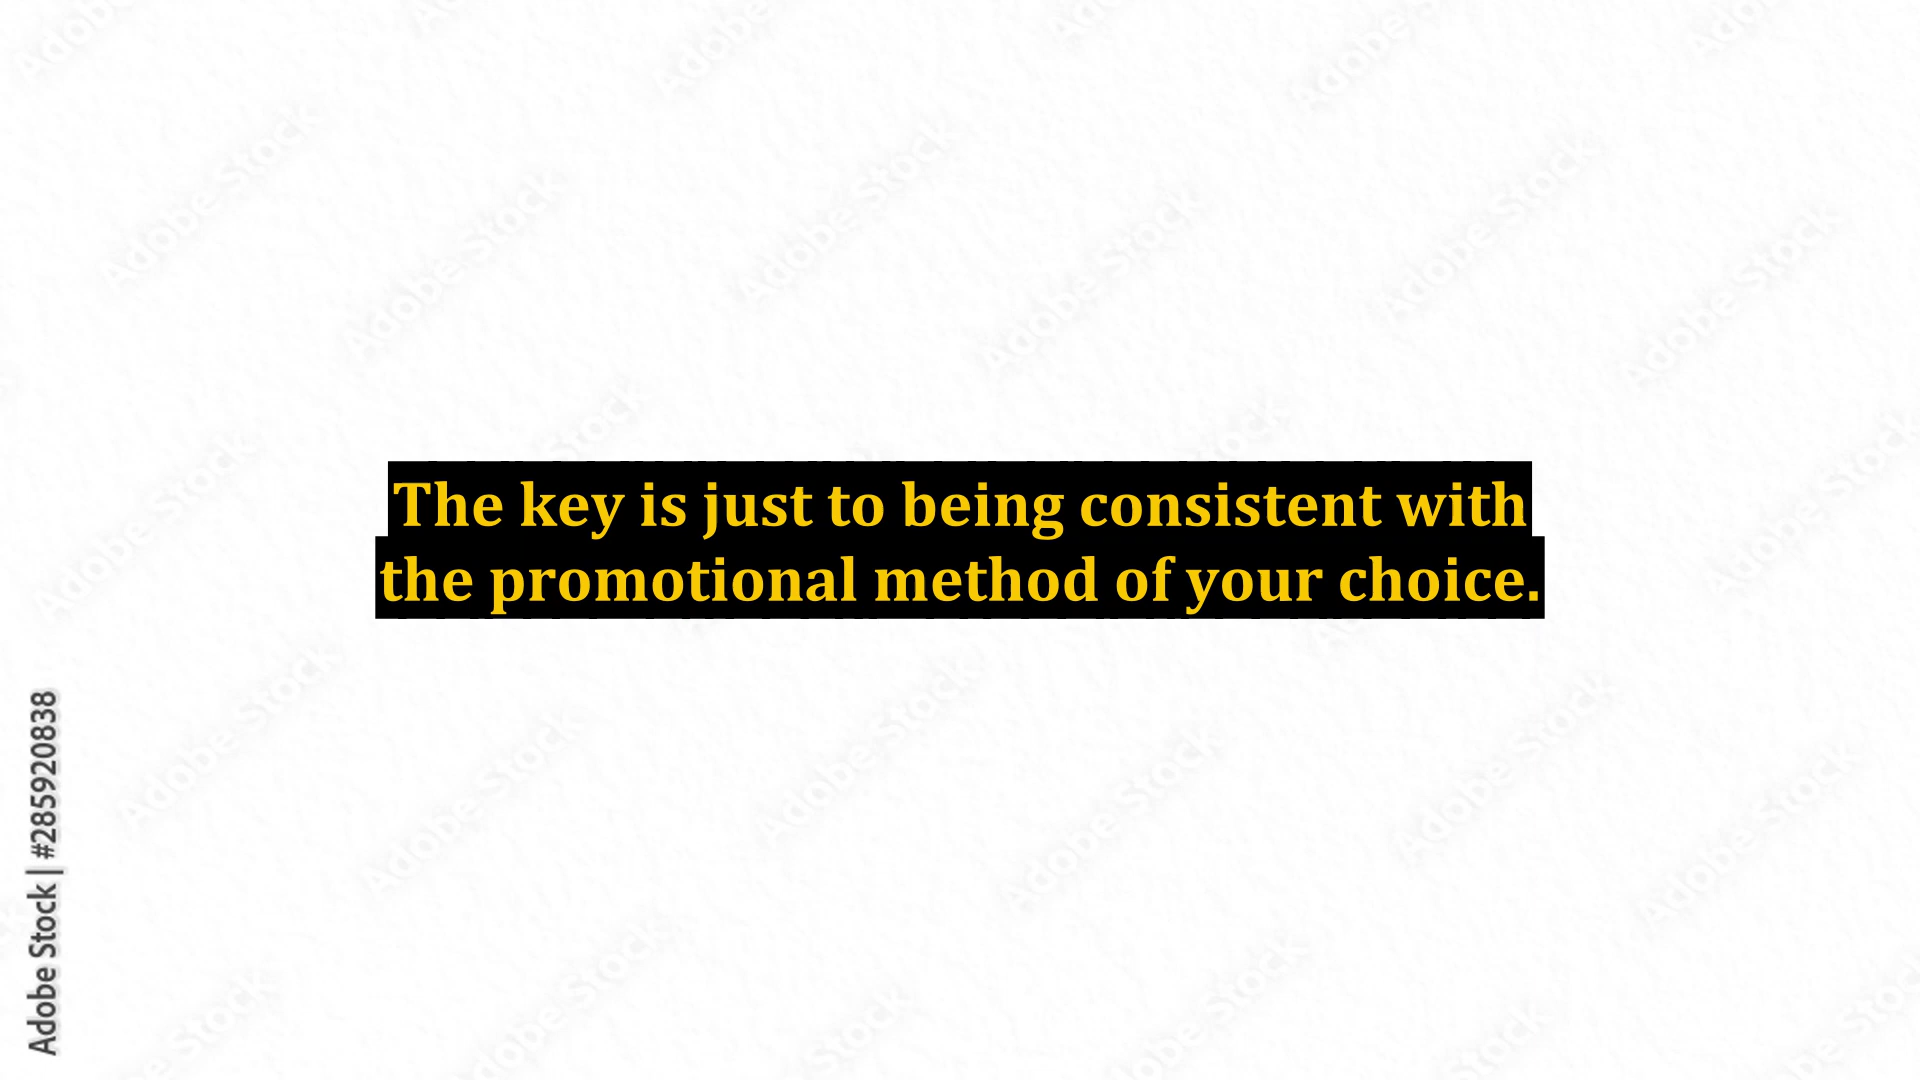 The key is just to being consistent with
the promotional method of your choice.
Adobe Stock | #285920838